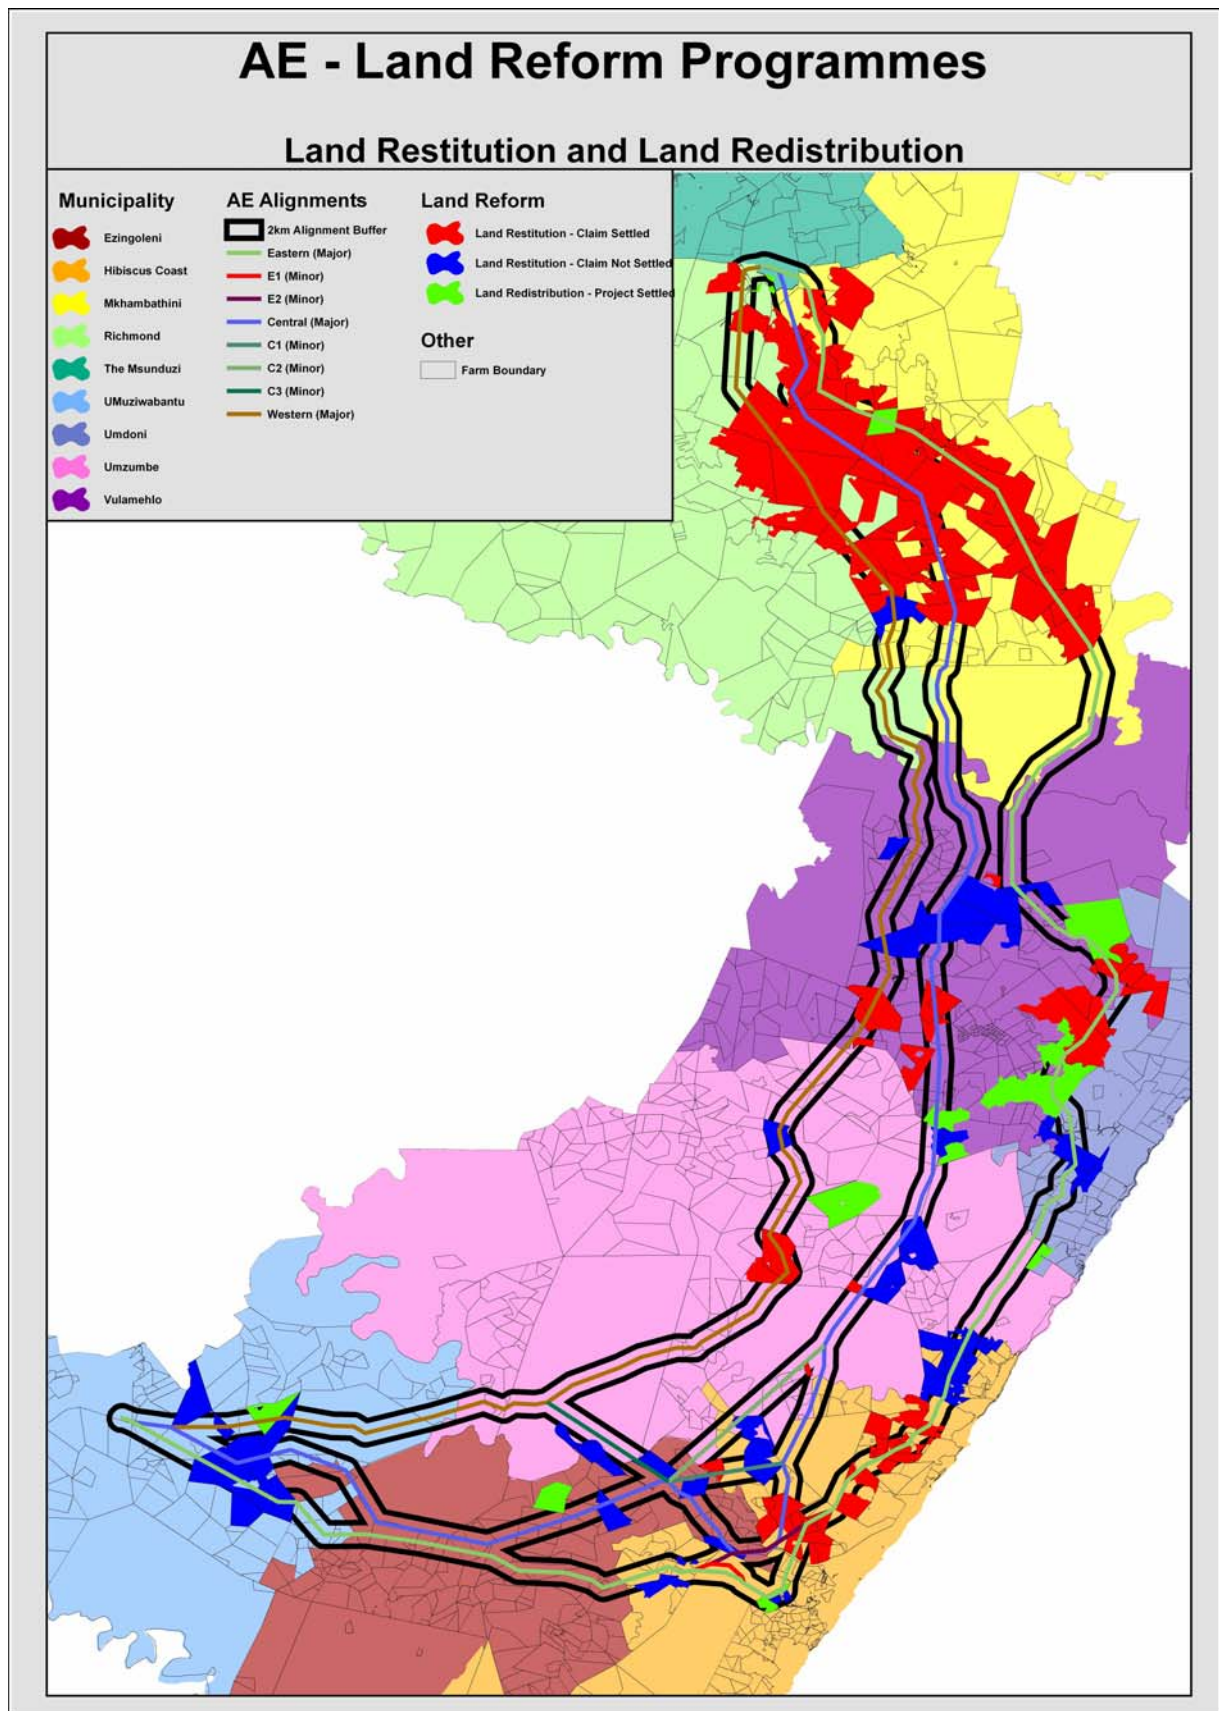 AE - Land Reform Programmes
Land Restitution and Land Redistribution
Municipality
Ezingoleni
Hibiscus Coast
Mkhambathini
Richmond
The Msunduzi
UMuziwabantu
Umdoni
Umzumbe
Vulamehlo
AE Alignments
2km Alignment Buffer
Eastern (Major)
E1 (Minor)
E2 (Minor)
Central (Major)
C1 (Minor)
C2 (Minor)
C3 (Minor)
Western (Major)
Land Reform
Land Restitution - Claim Settled
Land Restitution - Claim Not Settled
Land Redistribution - Project Settled
Other
Farm Boundary